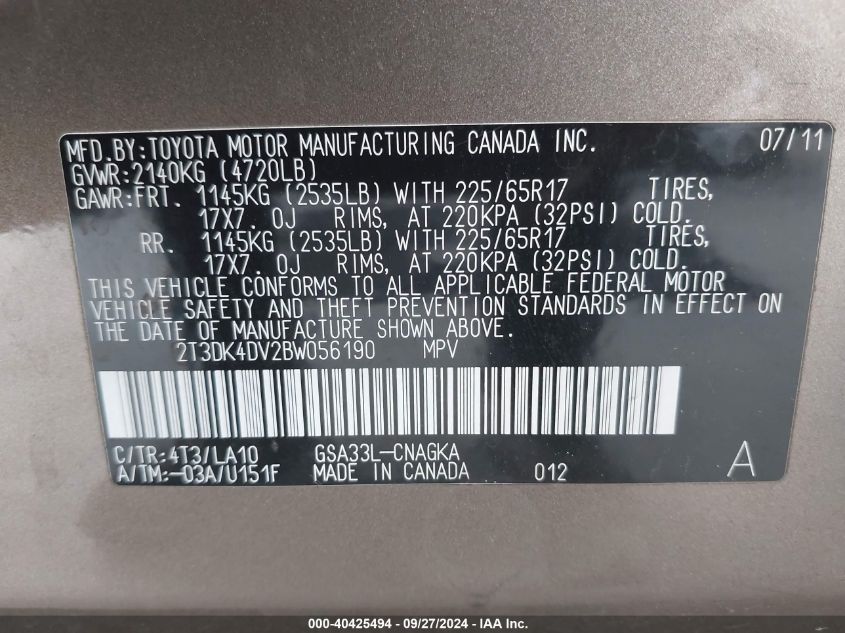 MFD.BY:TOYOTA MOTOR MANUFACTURING CANADA INC. 07/11
GVWR:2140KG (4720LB)
GAWR:FRT. 1145KG (2535LB) WITH 225/65R17 TIRES,
17X7. 0J RIMS, AT 220KPA (32PSI) COLD.
RR. 1145KG (2535LB) WITH 225/65R17 TIRES,
17X7. 0J RIMS, AT 220KPA (32PSI) COLD.
THIS VEHICLE CONFORMS TO ALL APPLICABLE FEDERAL MOTOR
VEHICLE SAFETY AND THEFT PREVENTION STANDARDS IN EFFECT ON
THE DATE OF MANUFACTURE SHOWN ABOVE.
2T3DK4DV2BW056190 MPV
C/TR:4T3/LA10 GSA33L-CNAGKA
A/TM:-03A/U151F MADE IN CANADA 012 A
000-40425494 - 09/27/2024 - IAA Inc.